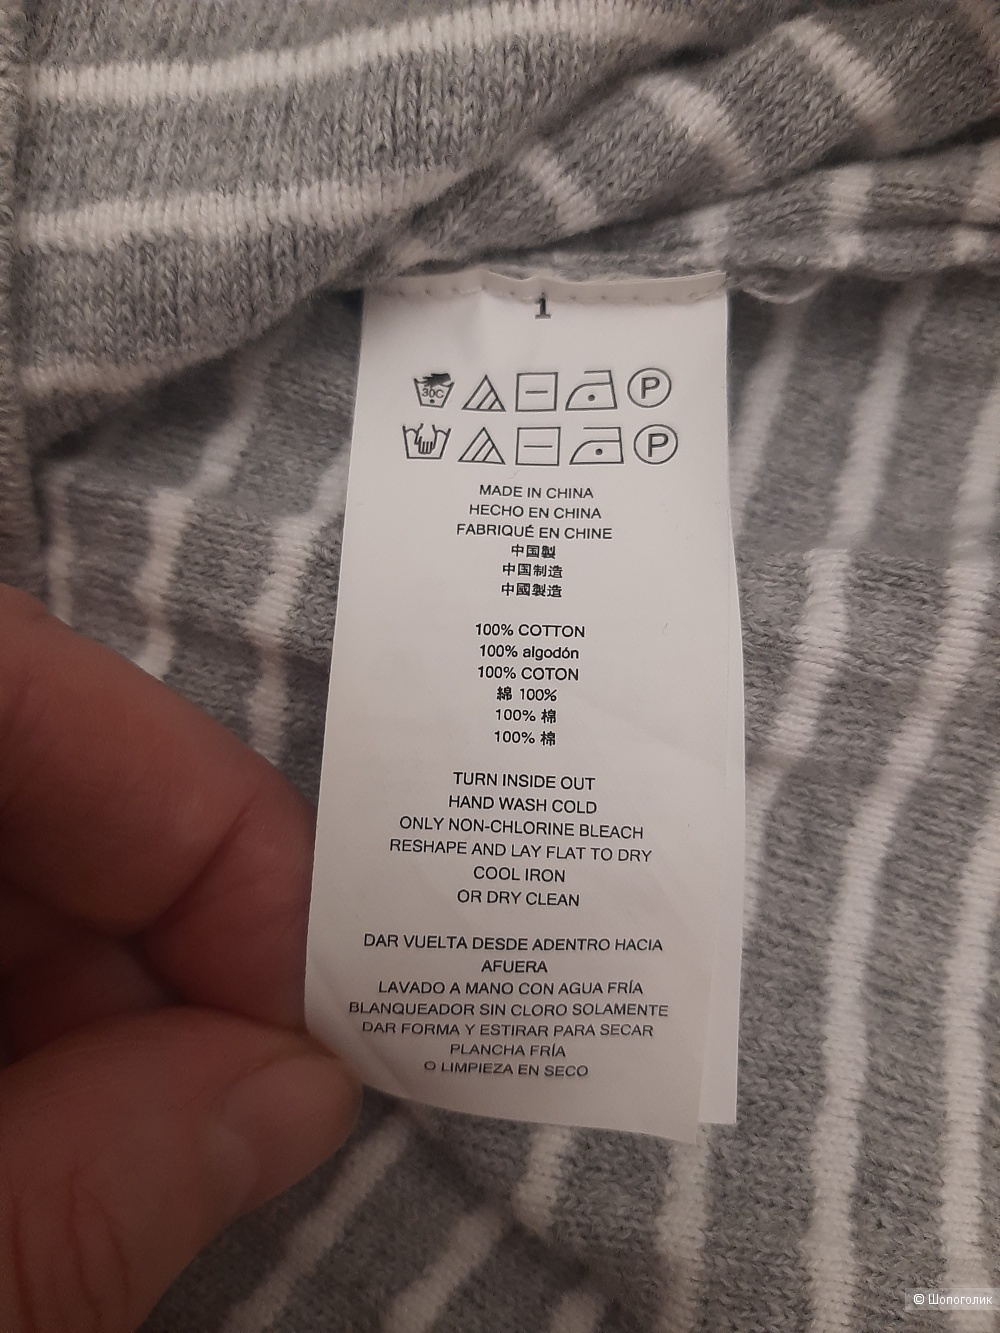 1
30C P
P
MADE IN CHINA
HECHO EN CHINA
FABRIQUÉ EN CHINE
中国製
中国制造
中國製造
100% COTTON
100% algodón
100% COTON
綿 100%
100% 棉
100% 棉
TURN INSIDE OUT
HAND WASH COLD
ONLY NON-CHLORINE BLEACH
RESHAPE AND LAY FLAT TO DRY
COOL IRON
OR DRY CLEAN
DAR VUELTA DESDE ADENTRO HACIA
AFUERA
LAVADO A MANO CON AGUA FRÍA
BLANQUEADOR SIN CLORO SOLAMENTE
DAR FORMA Y ESTIRAR PARA SECAR
PLANCHA FRÍA
O LIMPIEZA EN SECO
© Шопоголик